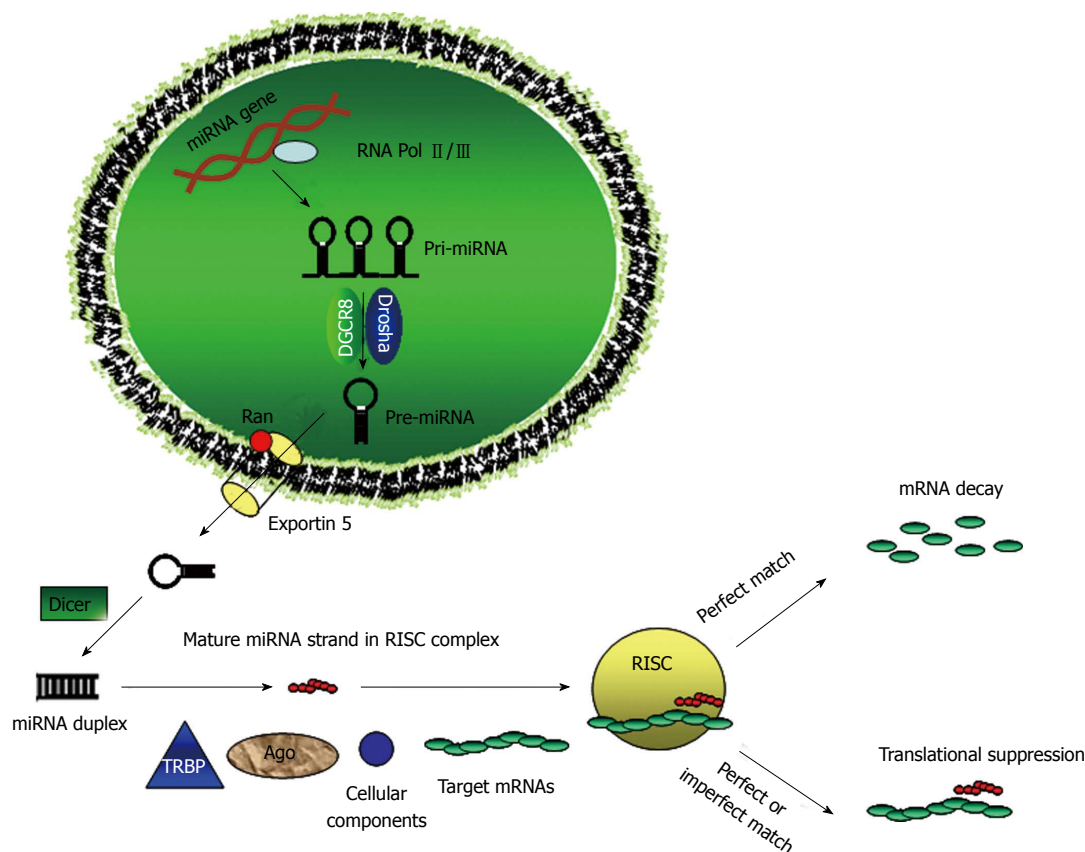 miRNA gene
RNA Pol Ⅱ/Ⅲ
Pri-miRNA
DGCR8
Drosha
Pre-miRNA
Ran
Exportin 5
Dicer
miRNA duplex
Mature miRNA strand in RISC complex
TRBP
Ago
Cellular
components
Target mRNAs
RISC
Perfect match
mRNA decay
Perfect or
imperfect match
Translational suppression